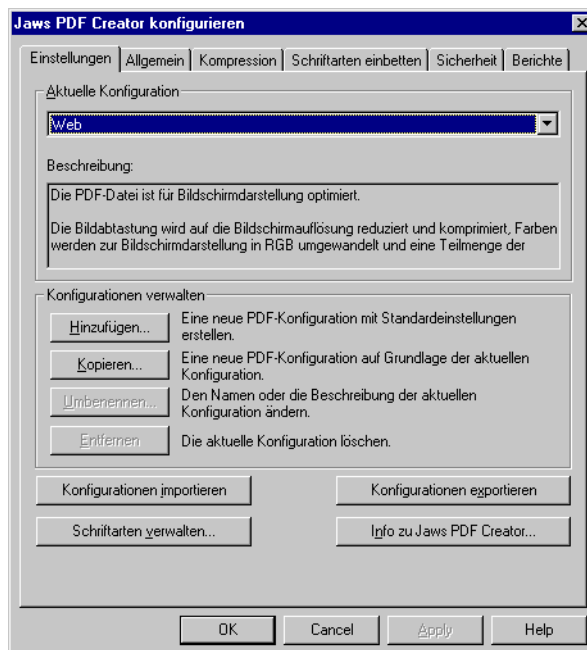 Jaws PDF Creator konfigurieren
Einstellungen Allgemein Kompression Schriftarten einbetten Sicherheit Berichte
Aktuelle Konfiguration
Web
Beschreibung:
Die PDF-Datei ist für Bildschirmdarstellung optimiert.
Die Bildabtastung wird auf die Bildschirmauflösung reduziert und komprimiert, Farben
werden zur Bildschirmdarstellung in RGB umgewandelt und eine Teilmenge der
Konfigurationen verwalten
Hinzufügen... Eine neue PDF-Konfiguration mit Standardeinstellungen
erstellen.
Kopieren... Eine neue PDF-Konfiguration auf Grundlage der aktuellen
Konfiguration.
Umbenennen... Den Namen oder die Beschreibung der aktuellen
Konfiguration ändern.
Entfernen Die aktuelle Konfiguration löschen.
Konfigurationen importieren Konfigurationen exportieren
Schriftarten verwalten... Info zu Jaws PDF Creator...
OK Cancel Apply Help